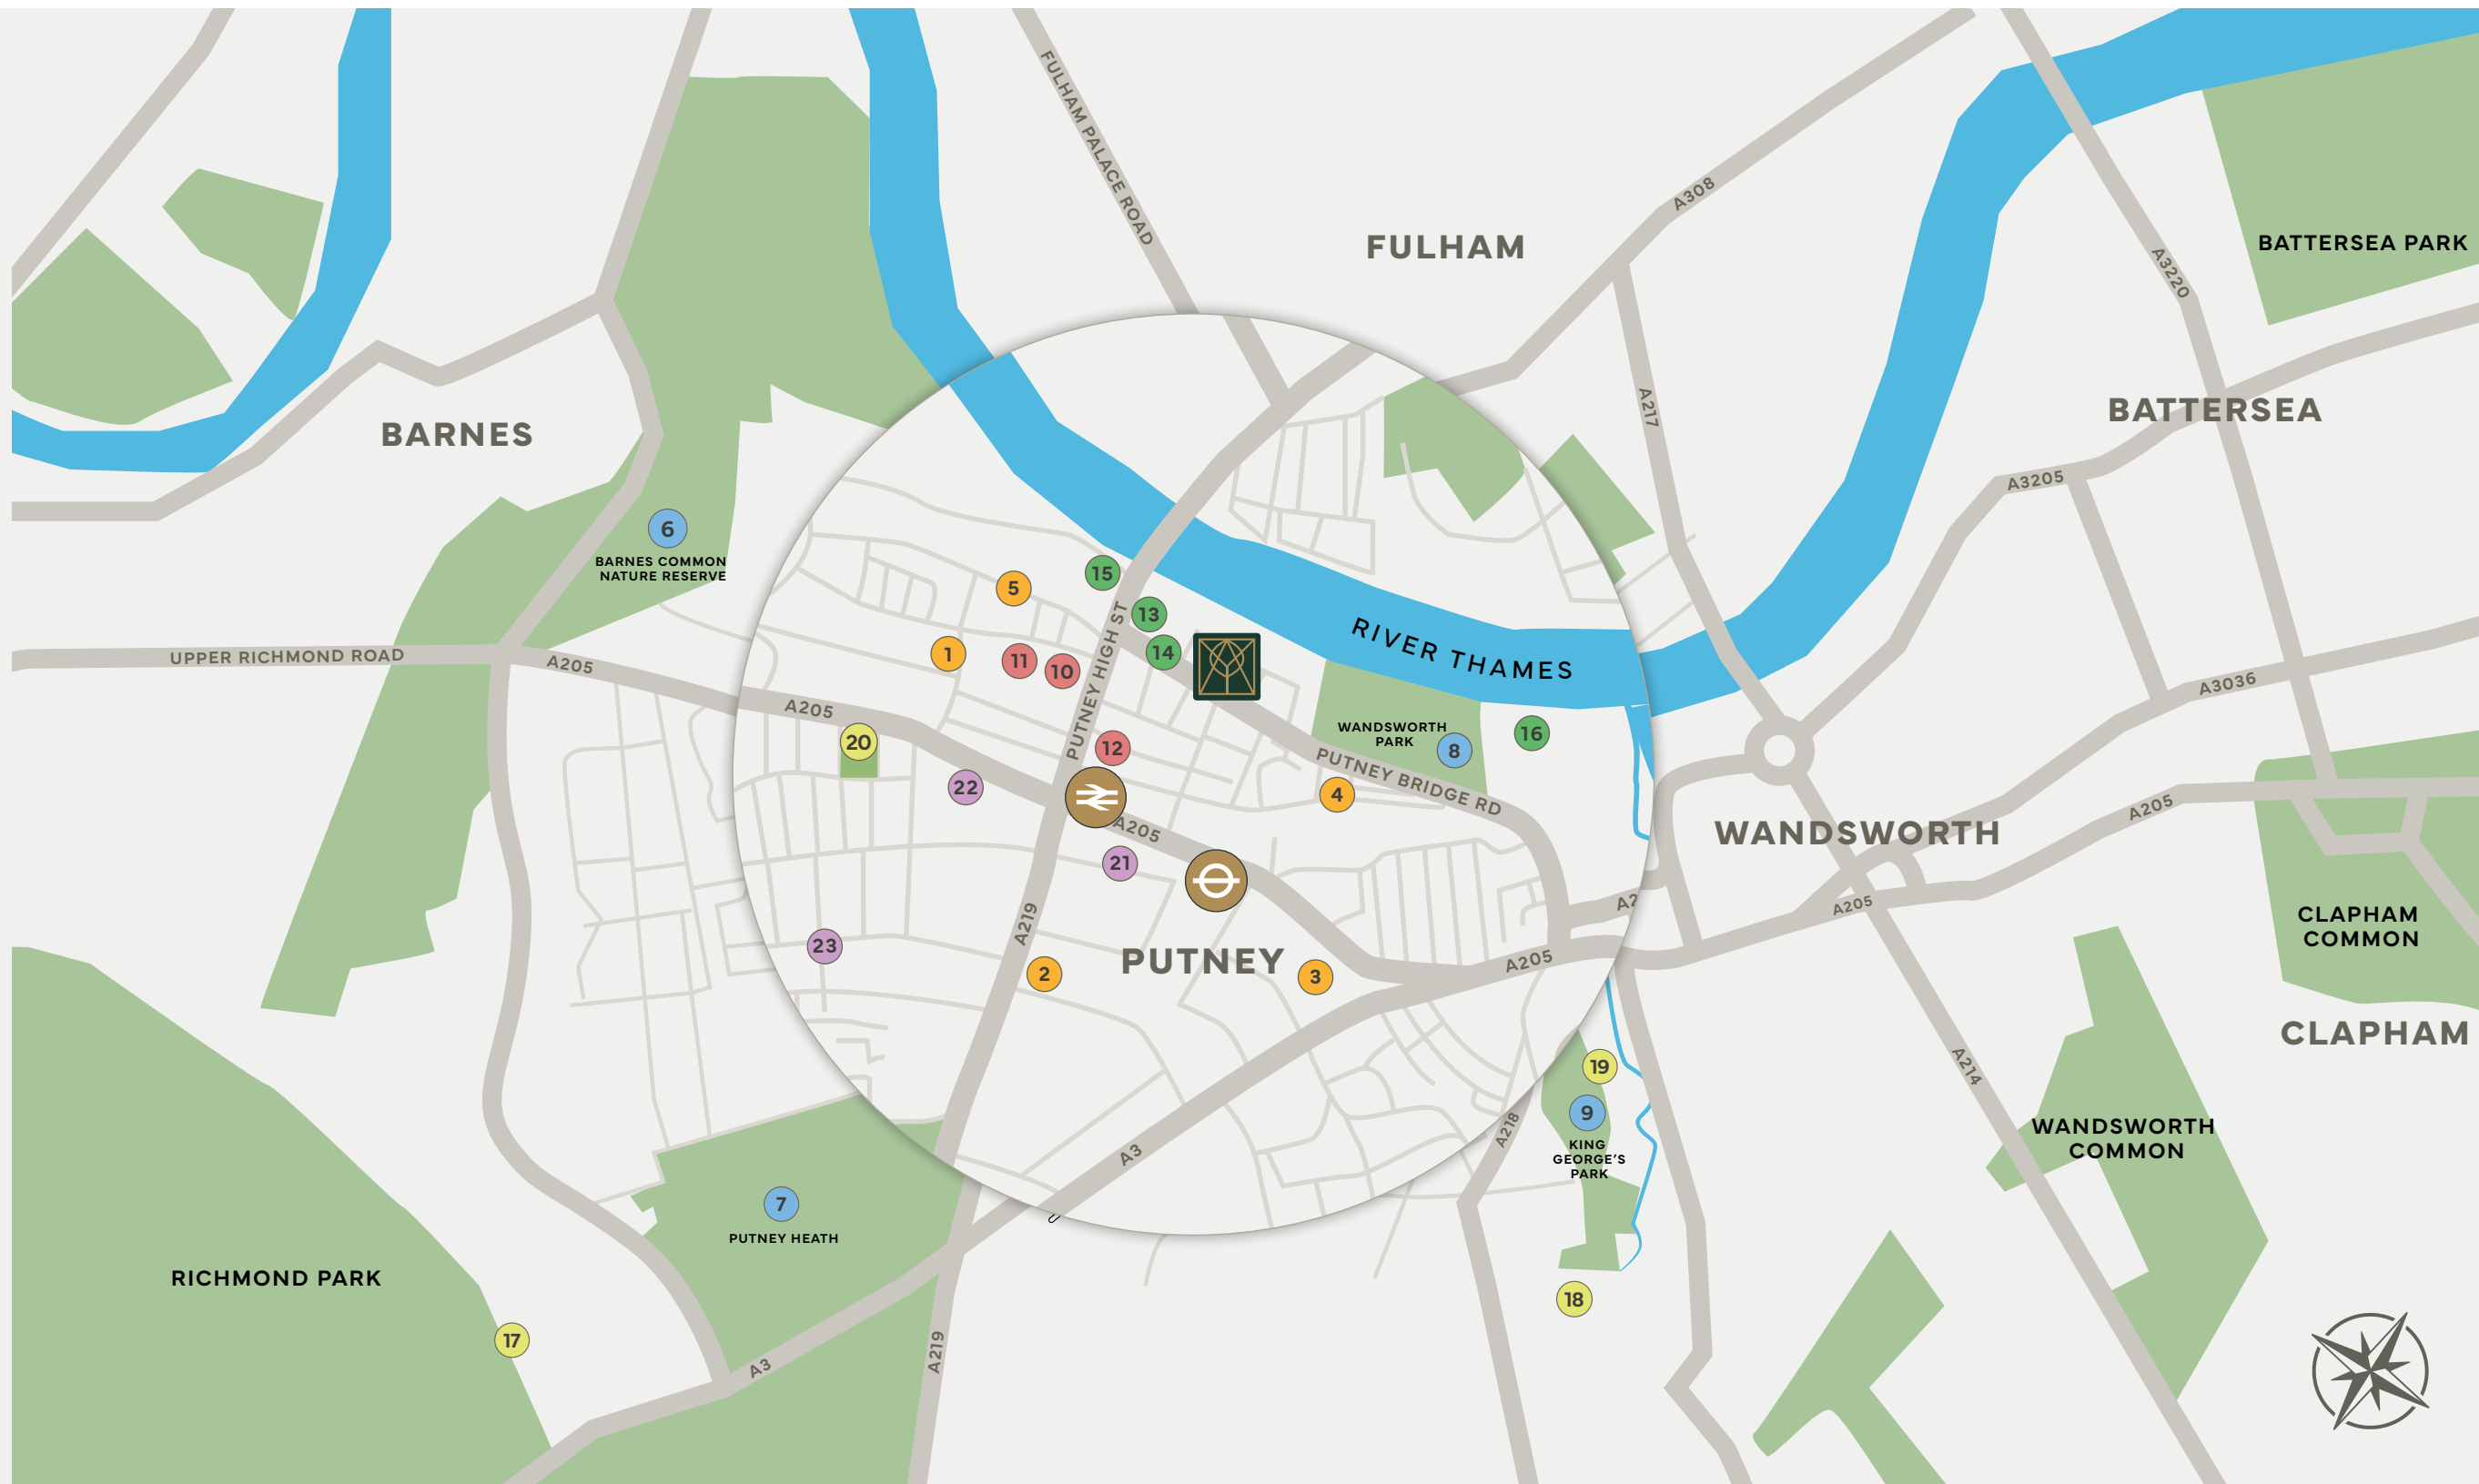 FULHAM PALACE ROAD
A308
FULHAM
BATTERSEA PARK
A3220
A217
BATTERSEA
BARNES
A3205
6
BARNES COMMON
NATURE RESERVE
15
5
13
RIVER THAMES
UPPER RICHMOND ROAD
A205
1
11
10
14
PUTNEY HIGH ST
A3036
A205
20
WANDSWORTH
PARK
8
16
12
PUTNEY BRIDGE RD
22
4
A205
A205
WANDSWORTH
21
A2
A205
CLAPHAM
COMMON
A219
23
2
PUTNEY
3
A205
CLAPHAM
19
A214
9
A218
KING
GEORGE'S
PARK
WANDSWORTH
COMMON
A3
7
PUTNEY HEATH
RICHMOND PARK
18
17
A219
A3